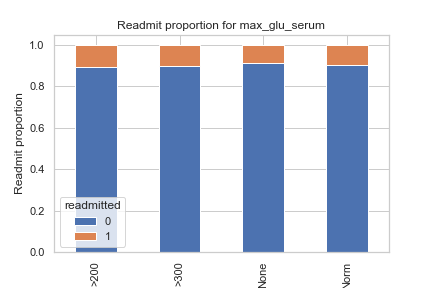 Readmit proportion for max_glu_serum
1.0
0.8
0.6
0.4
0.2
0.0
Readmit proportion
readmitted
0
1
>200
>300
None
Norm